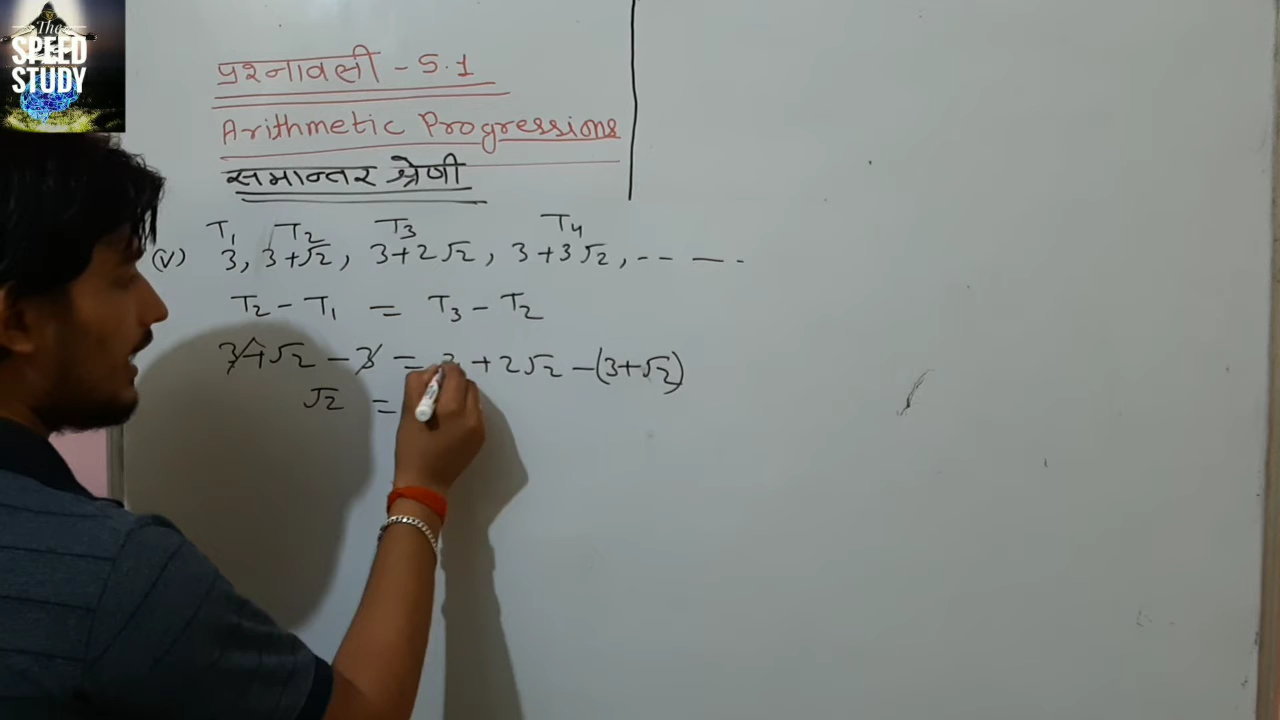 The
SPEED
STUDY
प्रश्नावली - 5.1
Arithmetic Progressions
समान्तर श्रेणी
T₁ T₂ T₃ T₄
(V) 3, 3+√2, 3+2√2, 3+3√2, -- — -
T₂ - T₁ = T₃ - T₂
3+√2 - 3 = 3 + 2√2 - (3+√2)
√2 =